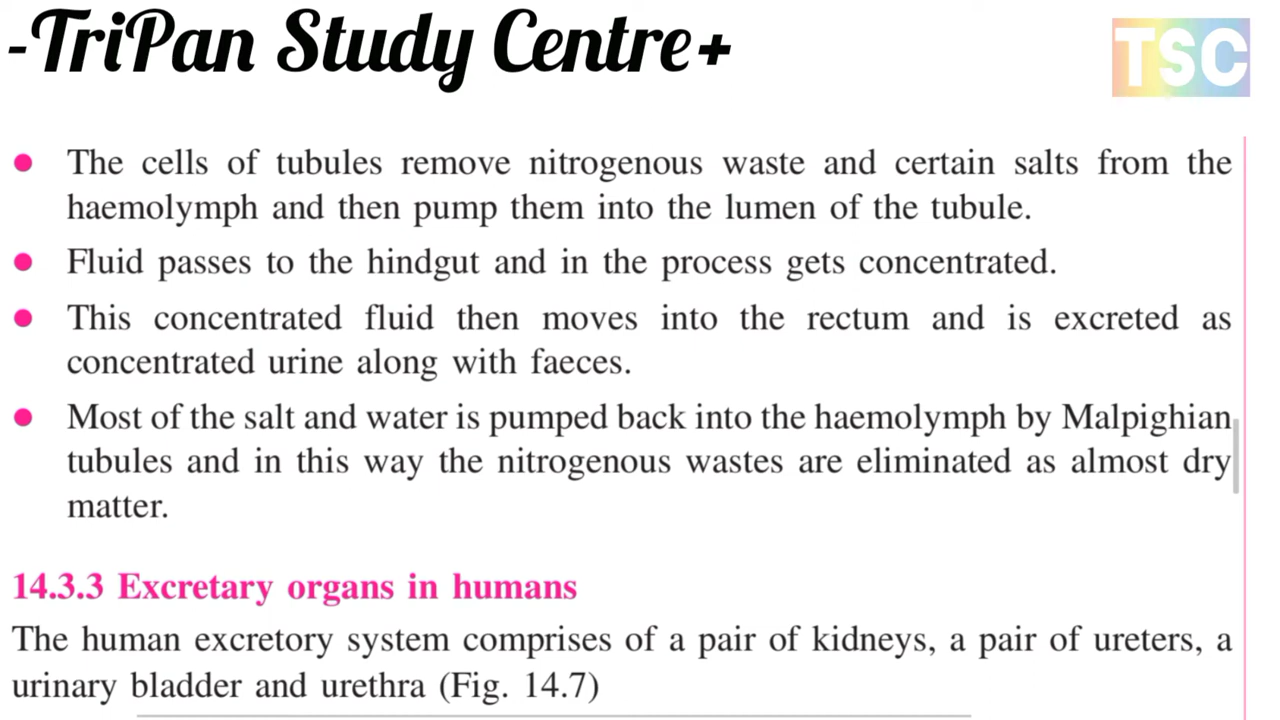 -TriPan Study Centre+
TSC
● The cells of tubules remove nitrogenous waste and certain salts from the
haemolymph and then pump them into the lumen of the tubule.
● Fluid passes to the hindgut and in the process gets concentrated.
● This concentrated fluid then moves into the rectum and is excreted as
concentrated urine along with faeces.
● Most of the salt and water is pumped back into the haemolymph by Malpighian
tubules and in this way the nitrogenous wastes are eliminated as almost dry
matter.
14.3.3 Excretary organs in humans
The human excretory system comprises of a pair of kidneys, a pair of ureters, a
urinary bladder and urethra (Fig. 14.7)